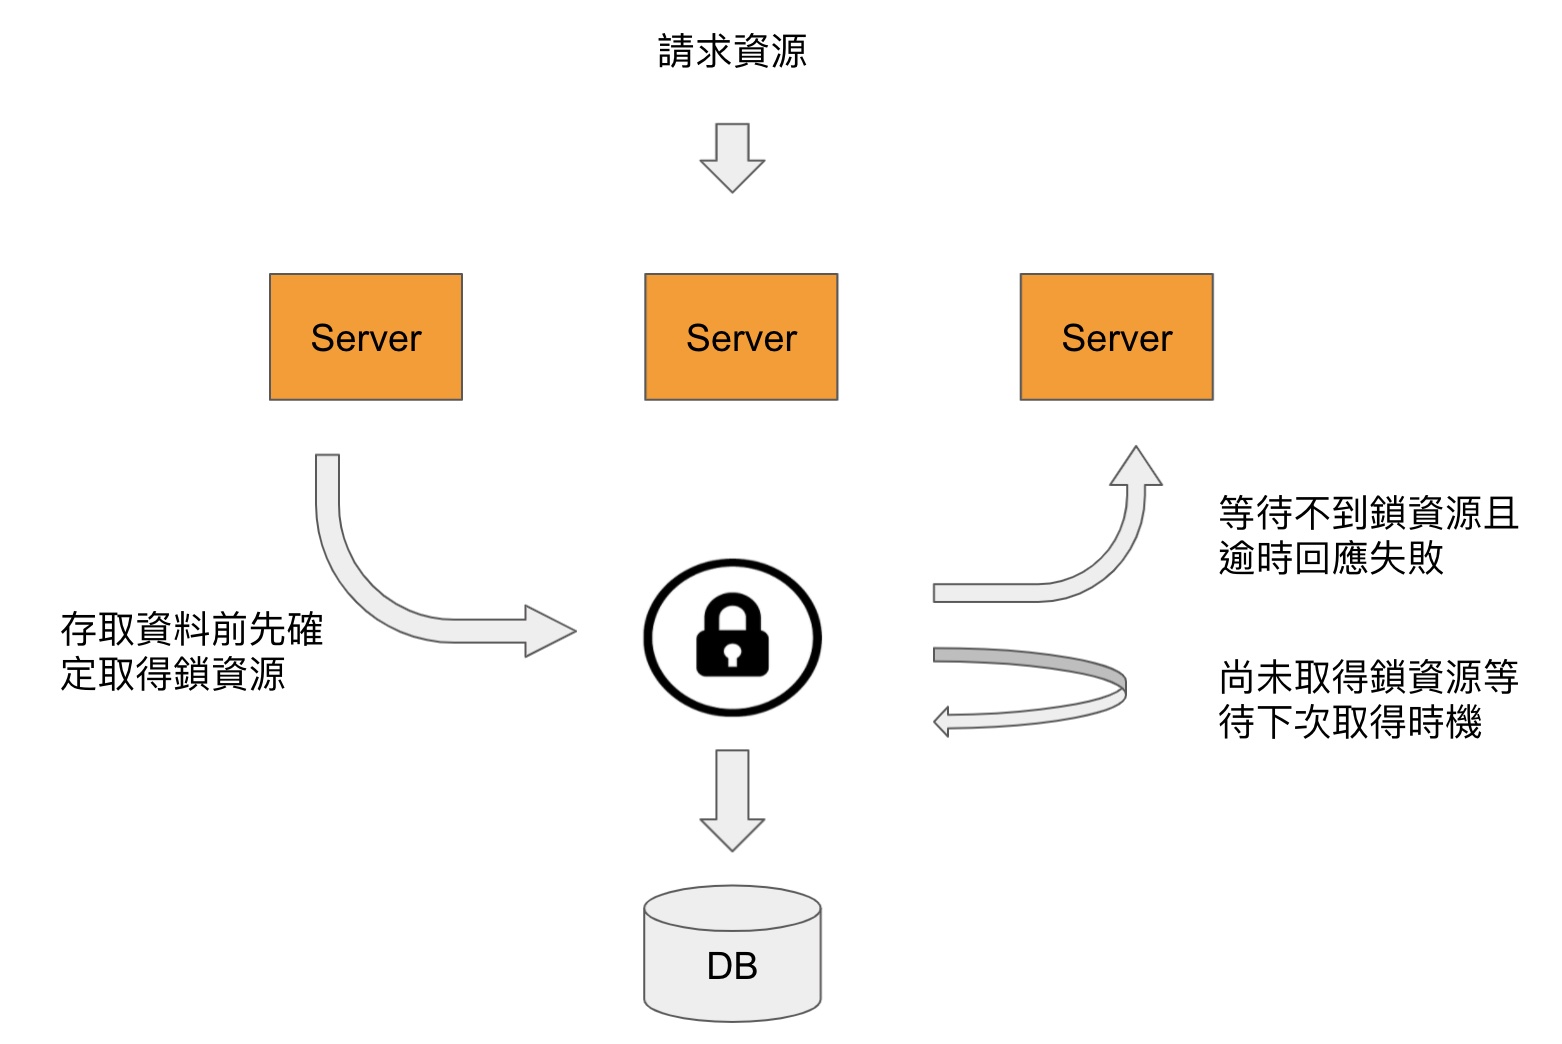 請求資源
Server
Server
Server
等待不到鎖資源且
逾時回應失敗
存取資料前先確
定取得鎖資源
尚未取得鎖資源等
待下次取得時機
DB